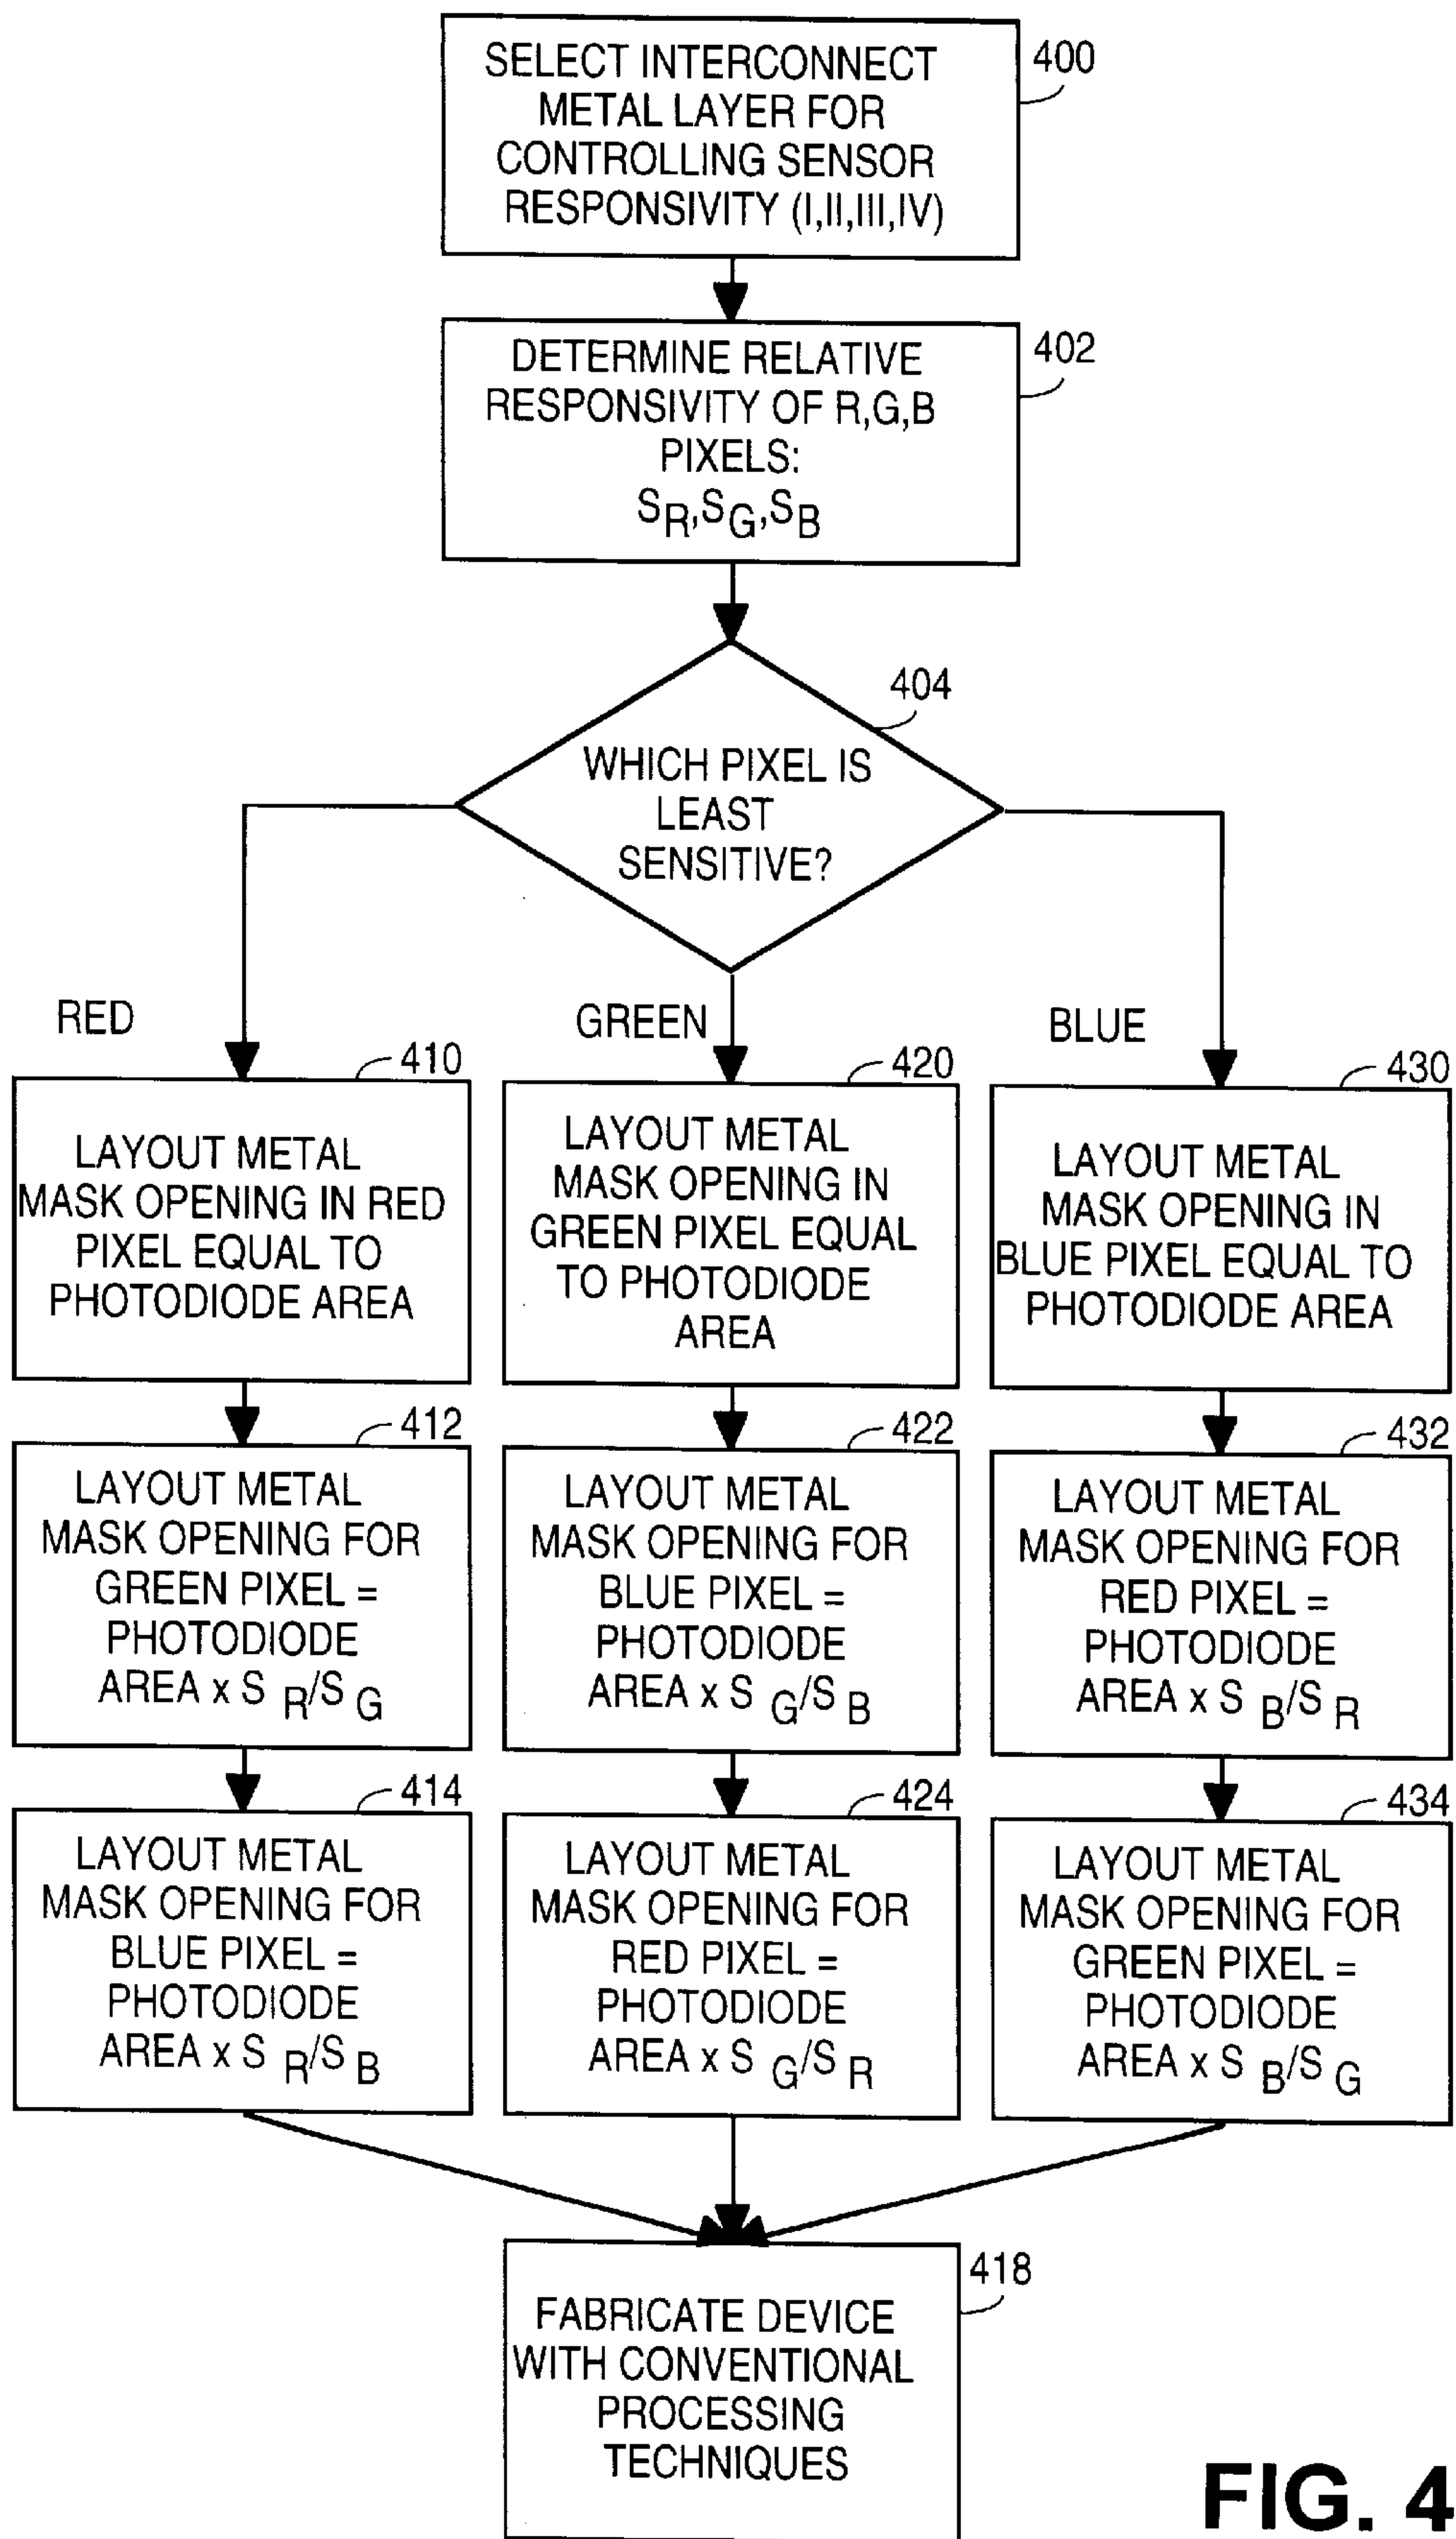 SELECT INTERCONNECT
METAL LAYER FOR
CONTROLLING SENSOR
RESPONSIVITY (I,II,III,IV)
400
DETERMINE RELATIVE
RESPONSIVITY OF R,G,B
PIXELS:
SR,SG,SB
402
404
WHICH PIXEL IS
LEAST
SENSITIVE?
RED
GREEN
BLUE
410
LAYOUT METAL
MASK OPENING IN RED
PIXEL EQUAL TO
PHOTODIODE AREA
420
LAYOUT METAL
MASK OPENING IN
GREEN PIXEL EQUAL
TO PHOTODIODE
AREA
430
LAYOUT METAL
MASK OPENING IN
BLUE PIXEL EQUAL TO
PHOTODIODE AREA
412
LAYOUT METAL
MASK OPENING FOR
GREEN PIXEL =
PHOTODIODE
AREA x S R/S G
422
LAYOUT METAL
MASK OPENING FOR
BLUE PIXEL =
PHOTODIODE
AREA x S G/S B
432
LAYOUT METAL
MASK OPENING FOR
RED PIXEL =
PHOTODIODE
AREA x S B/S R
414
LAYOUT METAL
MASK OPENING FOR
BLUE PIXEL =
PHOTODIODE
AREA x S R/S B
424
LAYOUT METAL
MASK OPENING FOR
RED PIXEL =
PHOTODIODE
AREA x S G/S R
434
LAYOUT METAL
MASK OPENING FOR
GREEN PIXEL =
PHOTODIODE
AREA x S B/S G
418
FABRICATE DEVICE
WITH CONVENTIONAL
PROCESSING
TECHNIQUES
FIG. 4